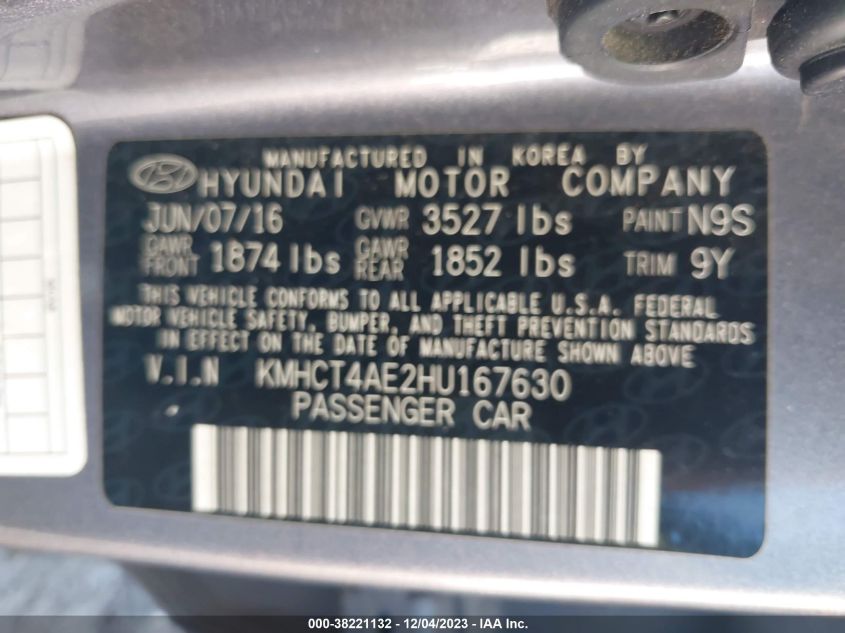 MANUFACTURED IN KOREA BY
HYUNDAI MOTOR COMPANY
JUN/07/16 GVWR 3527 lbs PAINT N9S
GAWR FRONT 1874 lbs GAWR REAR 1852 lbs TRIM 9Y
THIS VEHICLE CONFORMS TO ALL APPLICABLE U.S.A. FEDERAL
MOTOR VEHICLE SAFETY, BUMPER, AND THEFT PREVENTION STANDARDS
IN EFFECT ON THE DATE OF MANUFACTURE SHOWN ABOVE
V.I.N KMHCT4AE2HU167630
PASSENGER CAR
000-38221132 - 12/04/2023 - IAA Inc.